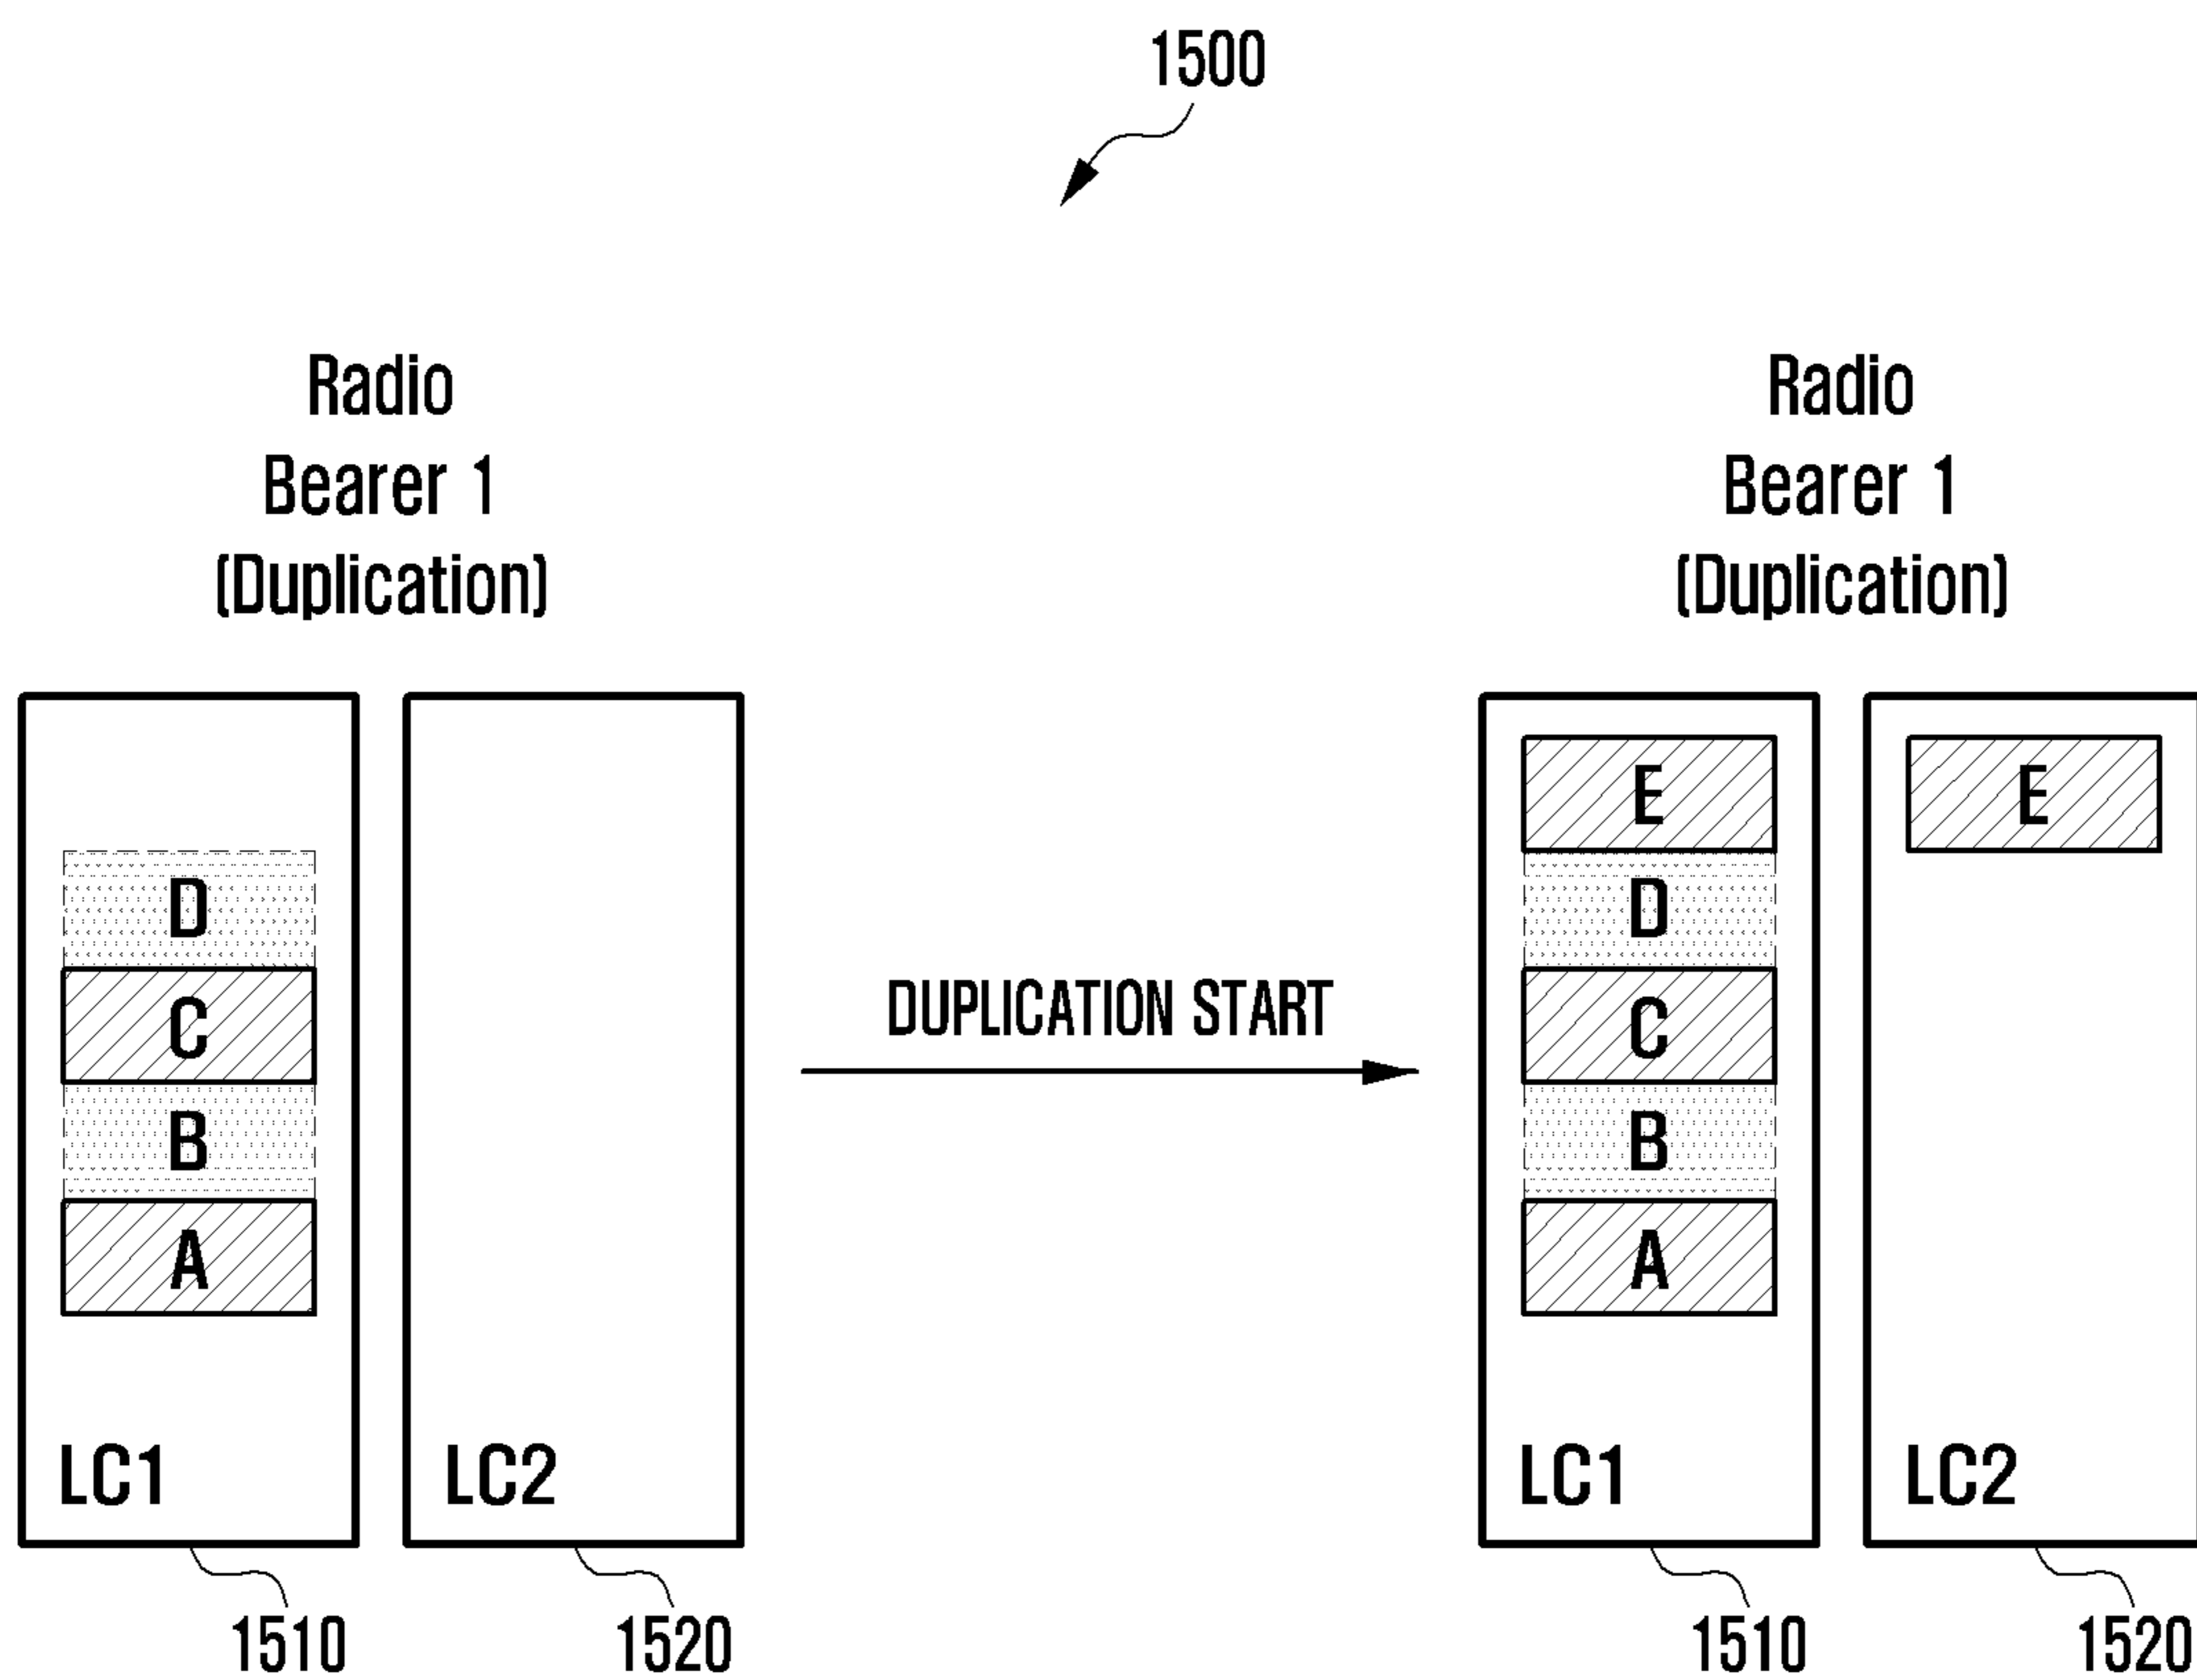 1500
Radio
Bearer 1
(Duplication)
D
C
B
A
LC1
LC2
1510
1520
DUPLICATION START
Radio
Bearer 1
(Duplication)
E
D
C
B
A
LC1
E
LC2
1510
1520